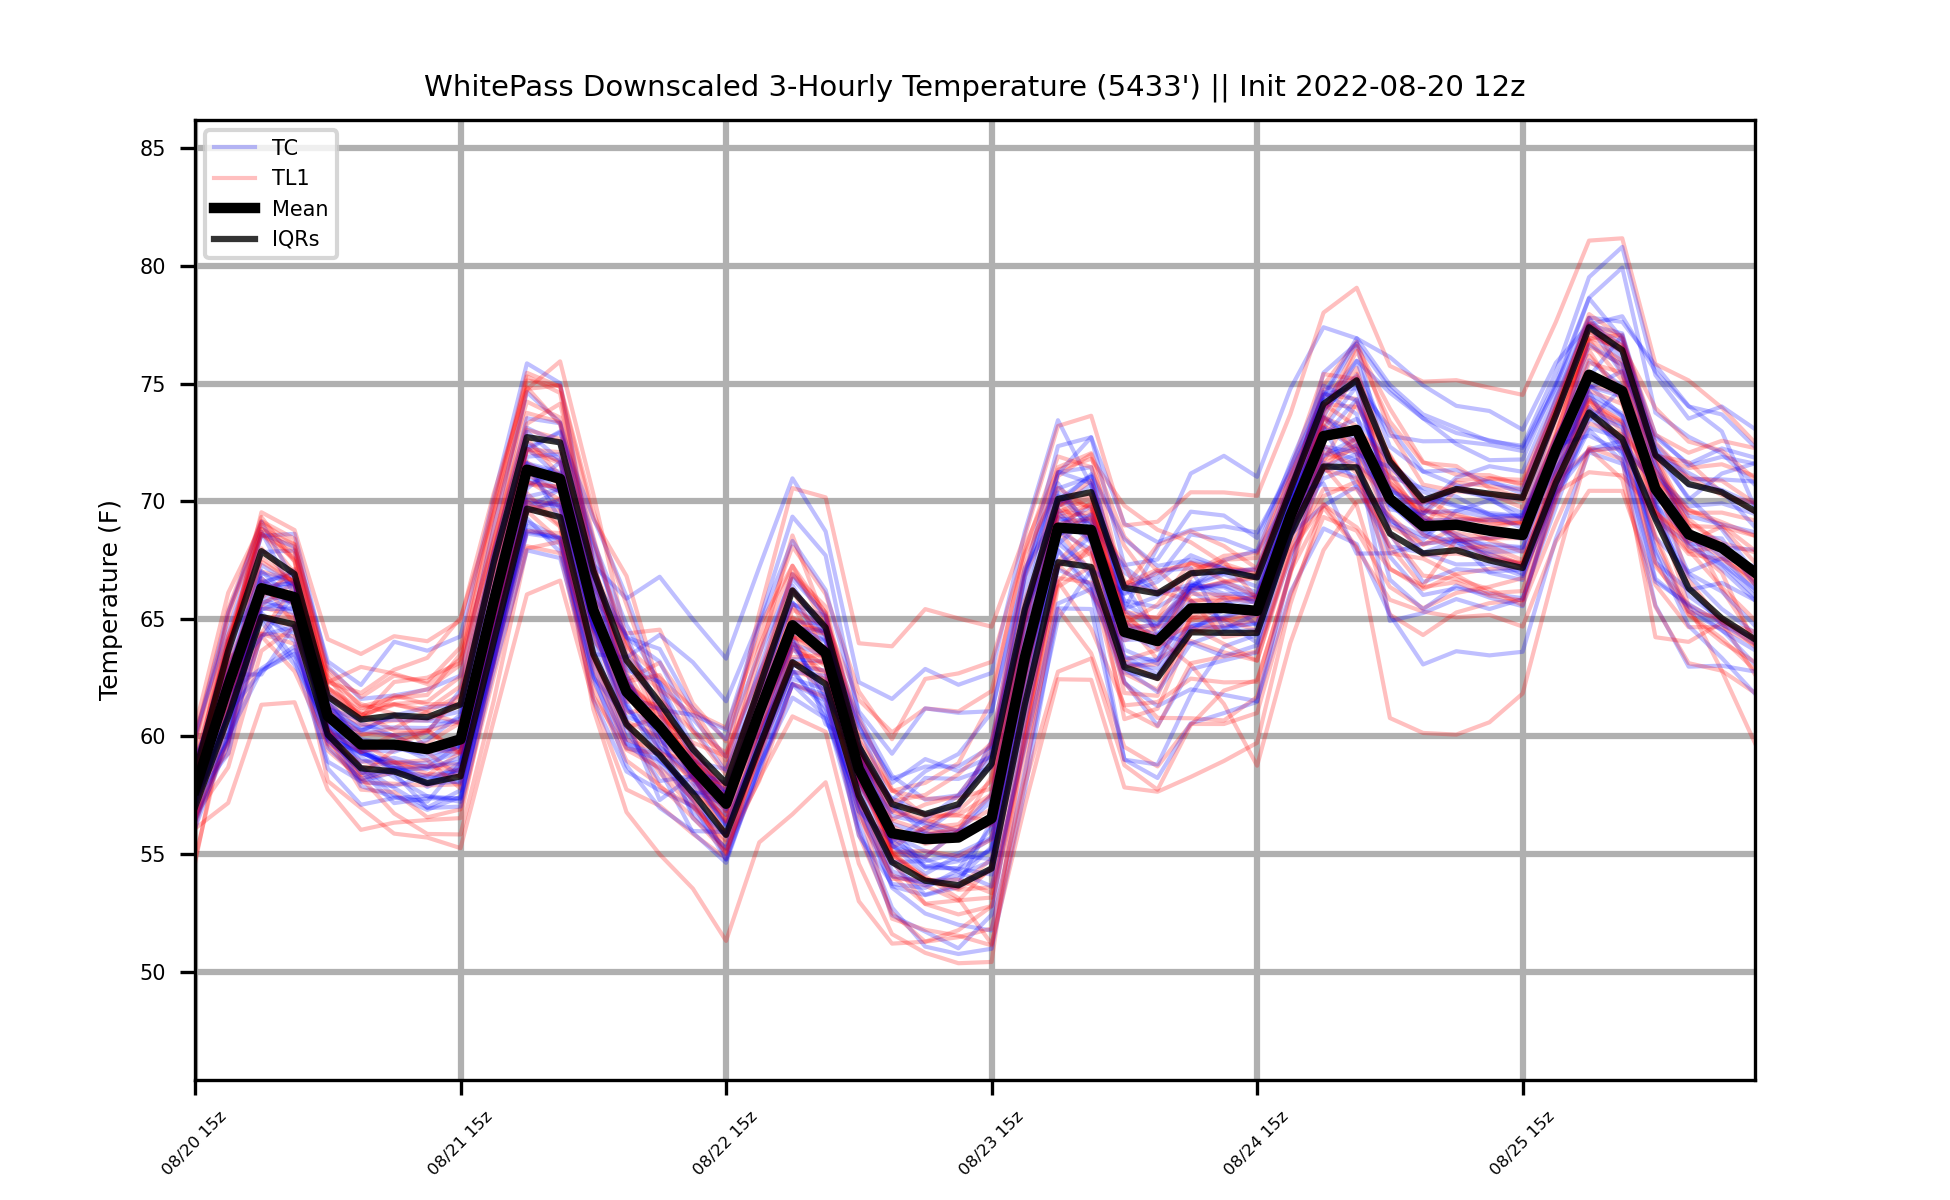 WhitePass Downscaled 3-Hourly Temperature (5433') || Init 2022-08-20 12z
TC
TL1
Mean
IQRs
Temperature (F)
85
80
75
70
65
60
55
50
08/20 15z
08/21 15z
08/22 15z
08/23 15z
08/24 15z
08/25 15z